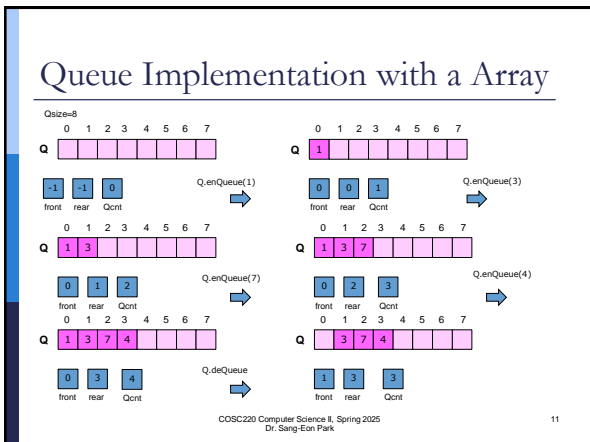 Queue Implementation with a Array
Qsize=8
0 1 2 3 4 5 6 7
Q
-1 -1 0
front rear Qcnt
Q.enQueue(1)
0 1 2 3 4 5 6 7
Q 1
0 0 1
front rear Qcnt
Q.enQueue(3)
0 1 2 3 4 5 6 7
Q 1 3
0 1 2
front rear Qcnt
Q.enQueue(7)
0 1 2 3 4 5 6 7
Q 1 3 7
0 2 3
front rear Qcnt
Q.enQueue(4)
0 1 2 3 4 5 6 7
Q 1 3 7 4
0 3 4
front rear Qcnt
Q.deQueue
0 1 2 3 4 5 6 7
Q 3 7 4
1 3 3
front rear Qcnt
COSC220 Computer Science II, Spring 2025
Dr. Sang-Eon Park
11